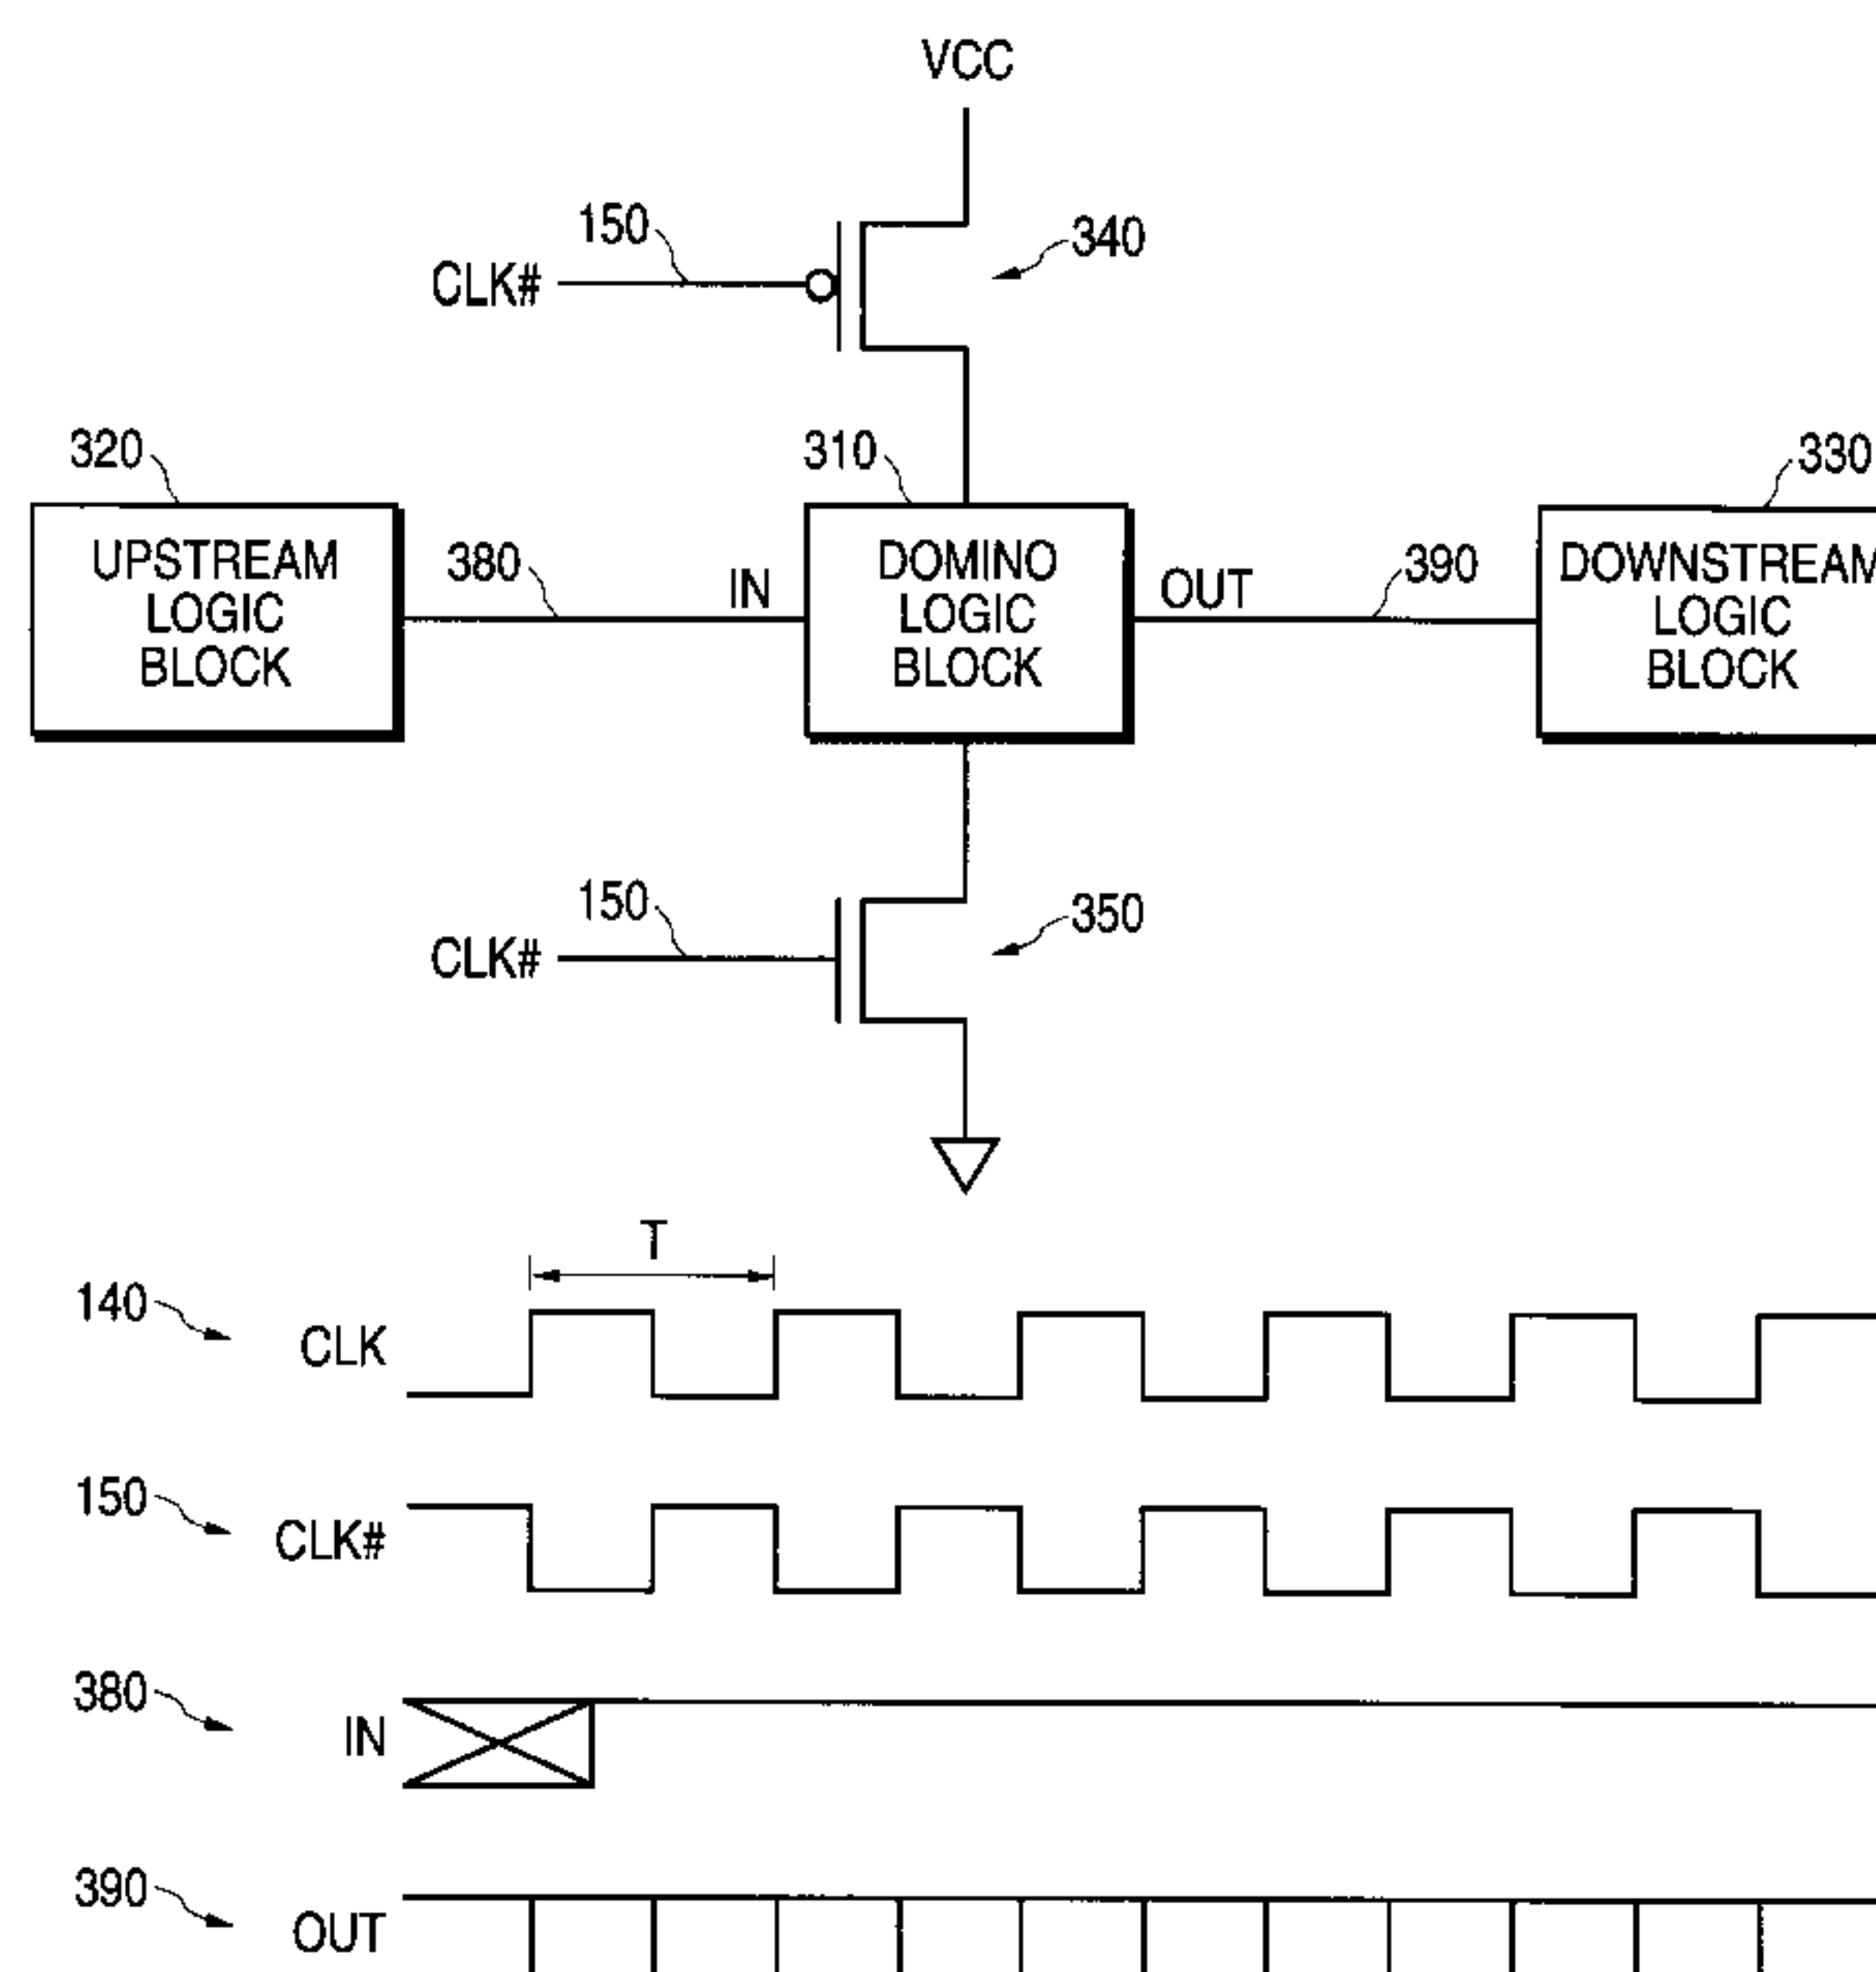 VCC
150
340
CLK#
320
310
330
UPSTREAM
LOGIC
BLOCK
380
IN
DOMINO
LOGIC
BLOCK
OUT
390
DOWNSTREAM
LOGIC
BLOCK
150
350
CLK#
T
140
CLK
150
CLK#
380
IN
390
OUT